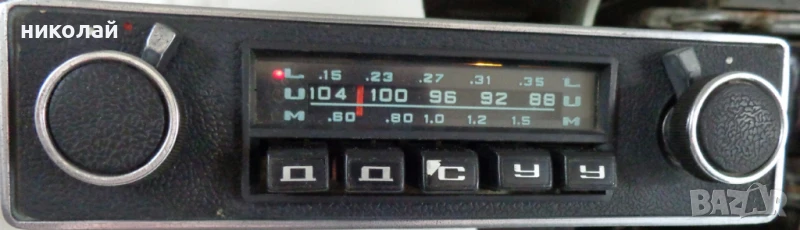 николай
L .15 .23 .27 .31 .35 L
U 104 100 96 92 88 U
M .60 .80 1.0 1.2 1.5 M
Д Д С У У
BAZAR